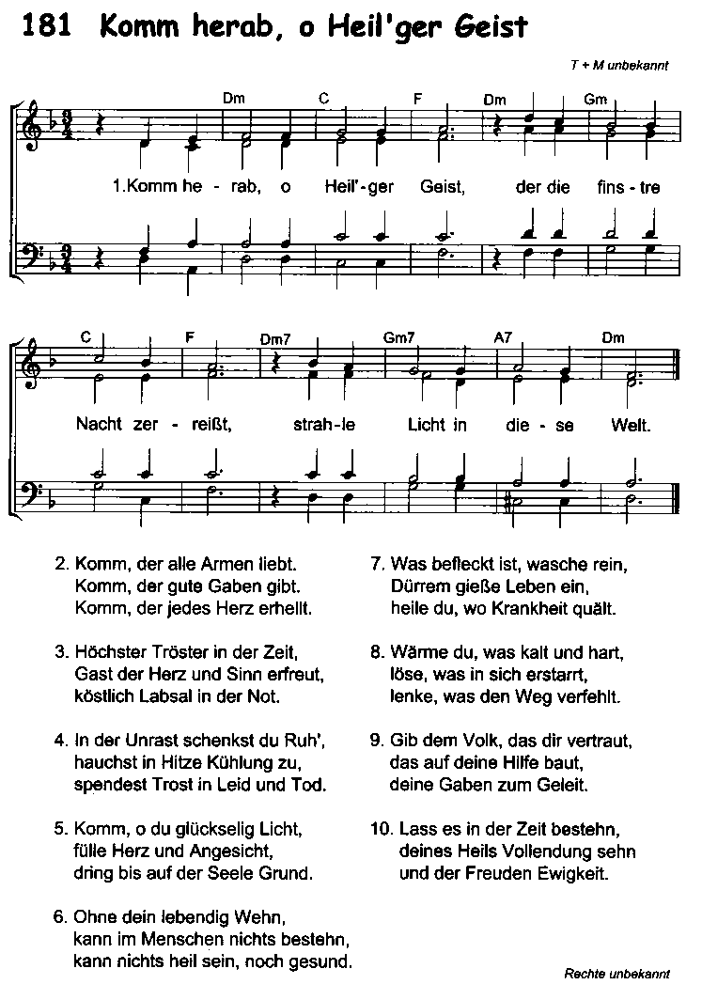 181 Komm herab, o Heil'ger Geist
T + M unbekannt
Dm C F Dm Gm
1.Komm he - rab, o Heil'-ger Geist, der die fins - tre
C F Dm7 Gm7 A7 Dm
Nacht zer - reißt, strah-le Licht in die - se Welt.
2. Komm, der alle Armen liebt.
Komm, der gute Gaben gibt.
Komm, der jedes Herz erhellt.
3. Höchster Tröster in der Zeit,
Gast der Herz und Sinn erfreut,
köstlich Labsal in der Not.
4. In der Unrast schenkst du Ruh',
hauchst in Hitze Kühlung zu,
spendest Trost in Leid und Tod.
5. Komm, o du glückselig Licht,
fülle Herz und Angesicht,
dring bis auf der Seele Grund.
6. Ohne dein lebendig Wehn,
kann im Menschen nichts bestehn,
kann nichts heil sein, noch gesund.
7. Was befleckt ist, wasche rein,
Dürrem gieße Leben ein,
heile du, wo Krankheit quält.
8. Wärme du, was kalt und hart,
löse, was in sich erstarrt,
lenke, was den Weg verfehlt.
9. Gib dem Volk, das dir vertraut,
das auf deine Hilfe baut,
deine Gaben zum Geleit.
10. Lass es in der Zeit bestehn,
deines Heils Vollendung sehn
und der Freuden Ewigkeit.
Rechte unbekannt